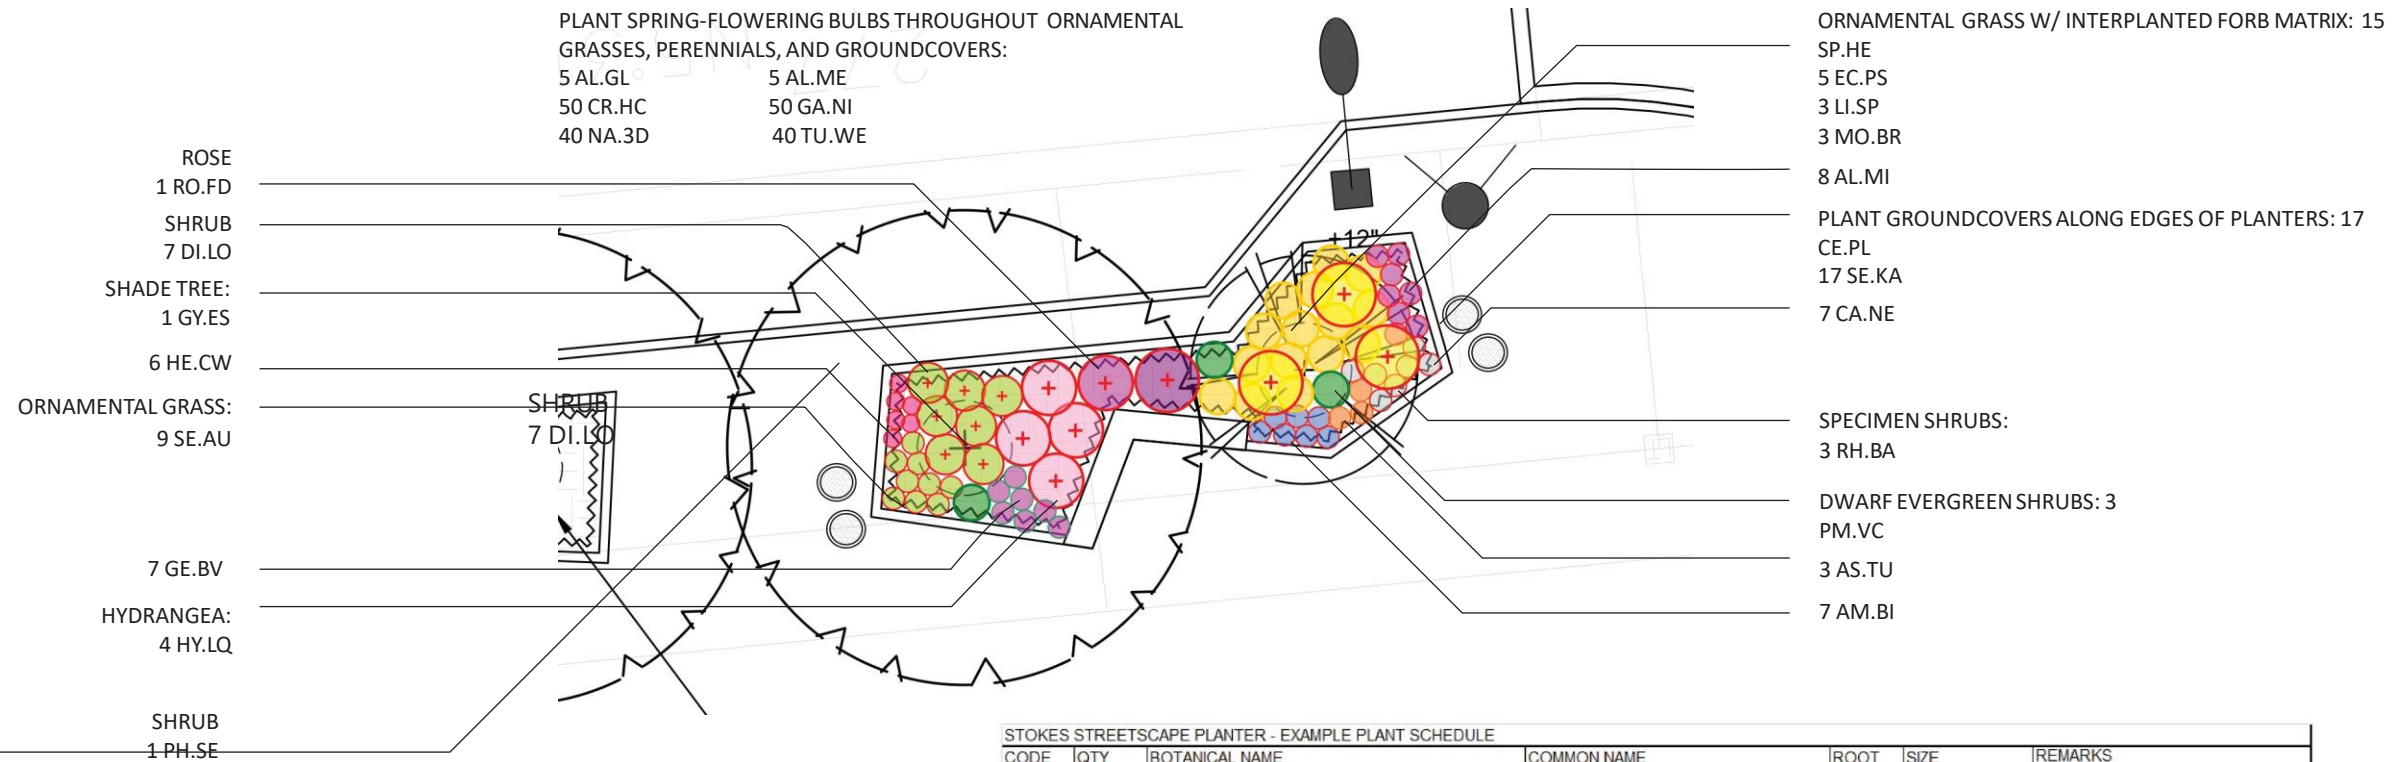 PLANT SPRING-FLOWERING BULBS THROUGHOUT ORNAMENTAL
GRASSES, PERENNIALS, AND GROUNDCOVERS:
5 AL.GL 5 AL.ME
50 CR.HC 50 GA.NI
40 NA.3D 40 TU.WE
ROSE
1 RO.FD
SHRUB
7 DI.LO
SHADE TREE:
1 GY.ES
6 HE.CW
ORNAMENTAL GRASS:
9 SE.AU
7 GE.BV
HYDRANGEA:
4 HY.LQ
SHRUB
1 PH.SE
SHRUB
7 DI.LO
+12"
ORNAMENTAL GRASS W/ INTERPLANTED FORB MATRIX: 15
SP.HE
5 EC.PS
3 LI.SP
3 MO.BR
8 AL.MI
PLANT GROUNDCOVERS ALONG EDGES OF PLANTERS: 17
CE.PL
17 SE.KA
7 CA.NE
SPECIMEN SHRUBS:
3 RH.BA
DWARF EVERGREEN SHRUBS: 3
PM.VC
3 AS.TU
7 AM.BI
STOKES STREETSCAPE PLANTER - EXAMPLE PLANT SCHEDULE
CODE QTY BOTANICAL NAME COMMON NAME ROOT SIZE REMARKS